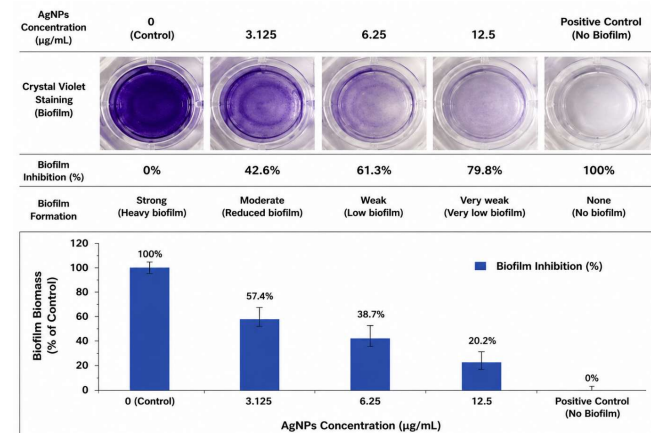 AgNPs
Concentration
(µg/mL)
0
(Control)
3.125
6.25
12.5
Positive Control
(No Biofilm)
Crystal Violet
Staining
(Biofilm)
Biofilm
Inhibition (%)
0%
42.6%
61.3%
79.8%
100%
Biofilm
Formation
Strong
(Heavy biofilm)
Moderate
(Reduced biofilm)
Weak
(Low biofilm)
Very weak
(Very low biofilm)
None
(No biofilm)
Biofilm Biomass
(% of Control)
120
100
80
60
40
20
0
100%
57.4%
38.7%
20.2%
0%
Biofilm Inhibition (%)
0 (Control)
3.125
6.25
12.5
Positive Control
(No Biofilm)
AgNPs Concentration (µg/mL)